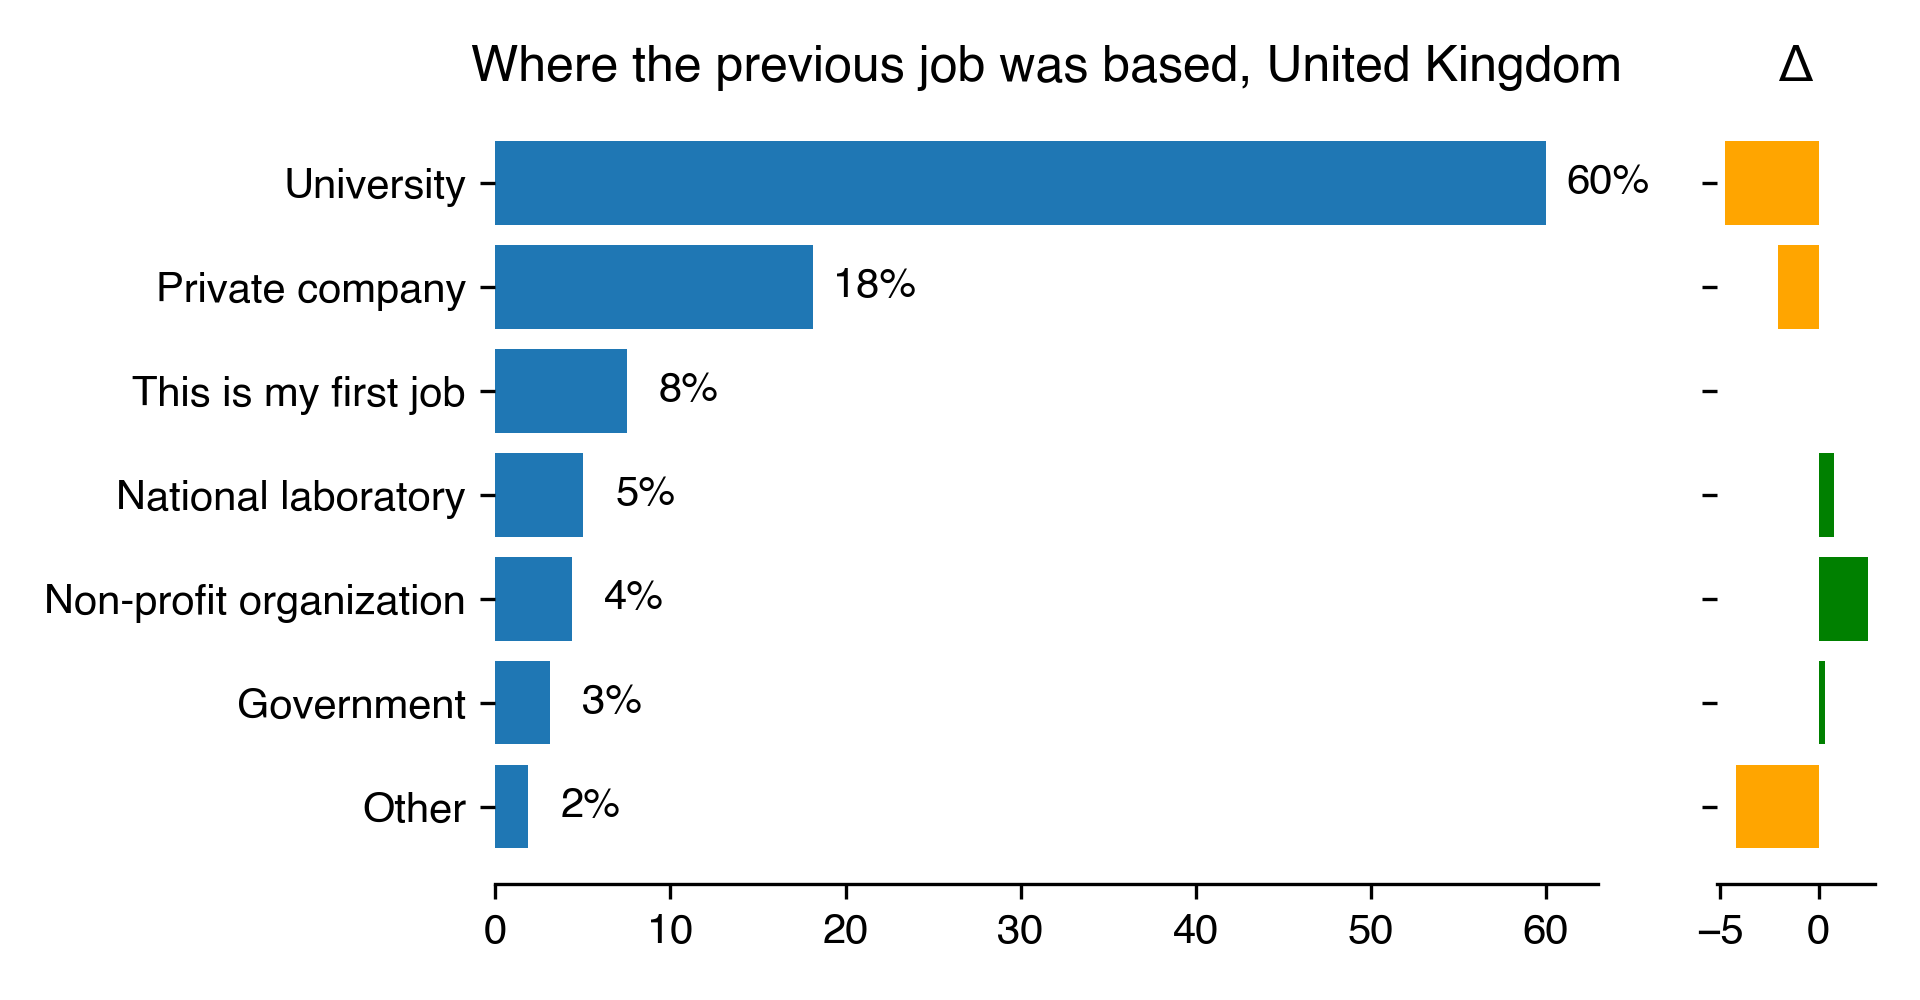 Where the previous job was based, United Kingdom
Δ
University
60%
Private company
18%
This is my first job
8%
National laboratory
5%
Non-profit organization
4%
Government
3%
Other
2%
0 10 20 30 40 50 60
−5 0